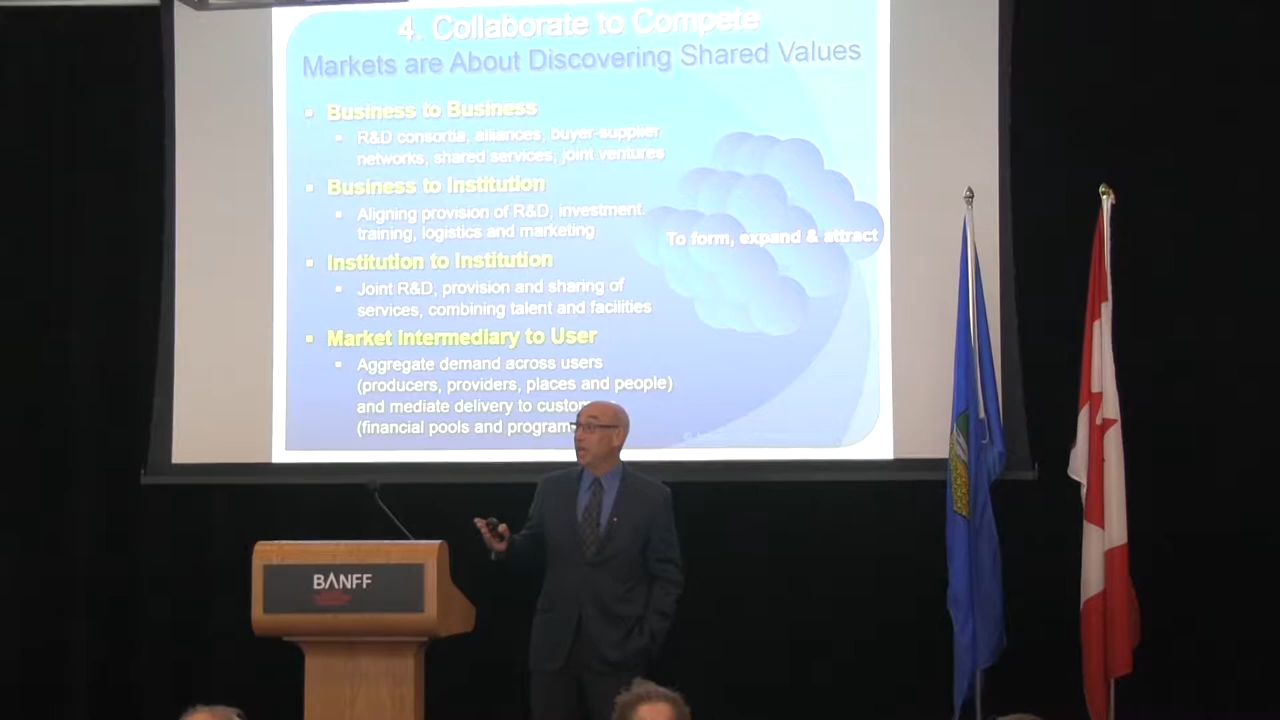 4. Collaborate to Compete
Markets are About Discovering Shared Values
Business to Business
R&D consortia, alliances, buyer-supplier
networks, shared services, joint ventures
Business to Institution
Aligning provision of R&D, investment,
training, logistics and marketing
To form, expand & attract
Institution to Institution
Joint R&D, provision and sharing of
services, combining talent and facilities
Market Intermediary to User
Aggregate demand across users
(producers, providers, places and people)
and mediate delivery to
(financial pools and
BANFF